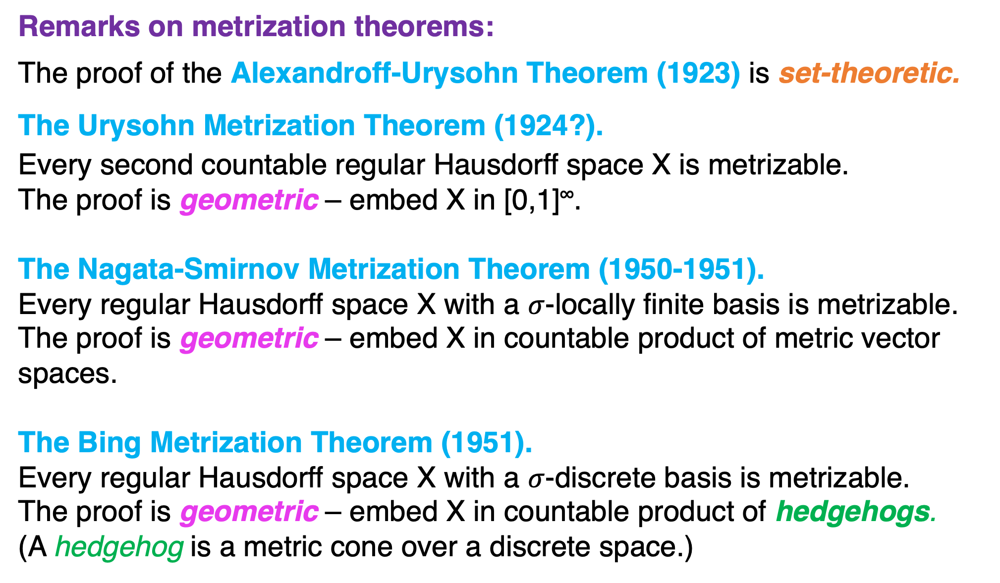 Remarks on metrization theorems:
The proof of the Alexandroff-Urysohn Theorem (1923) is set-theoretic.
The Urysohn Metrization Theorem (1924?).
Every second countable regular Hausdorff space X is metrizable.
The proof is geometric – embed X in [0,1]∞.
The Nagata-Smirnov Metrization Theorem (1950-1951).
Every regular Hausdorff space X with a σ-locally finite basis is metrizable.
The proof is geometric – embed X in countable product of metric vector
spaces.
The Bing Metrization Theorem (1951).
Every regular Hausdorff space X with a σ-discrete basis is metrizable.
The proof is geometric – embed X in countable product of hedgehogs.
(A hedgehog is a metric cone over a discrete space.)